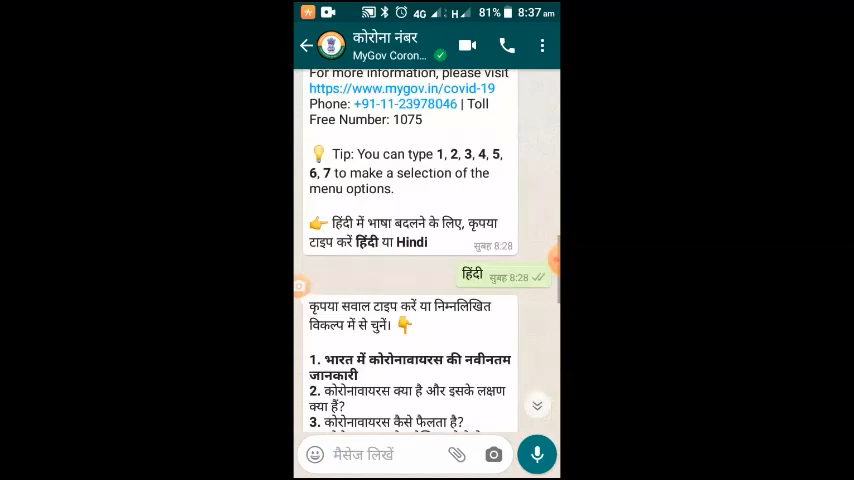 4G H 81% 8:37 am
कोरोना नंबर
MyGov Coron...
For more information, please visit
https://www.mygov.in/covid-19
Phone: +91-11-23978046 | Toll
Free Number: 1075
Tip: You can type 1, 2, 3, 4, 5,
6, 7 to make a selection of the
menu options.
हिंदी में भाषा बदलने के लिए, कृपया
टाइप करें हिंदी या Hindi
सुबह 8:28
हिंदी सुबह 8:28
कृपया सवाल टाइप करें या निम्नलिखित
विकल्प में से चुनें।
1. भारत में कोरोनावायरस की नवीनतम
जानकारी
2. कोरोनावायरस क्या है और इसके लक्षण
क्या हैं?
3. कोरोनावायरस कैसे फैलता है?
मैसेज लिखें